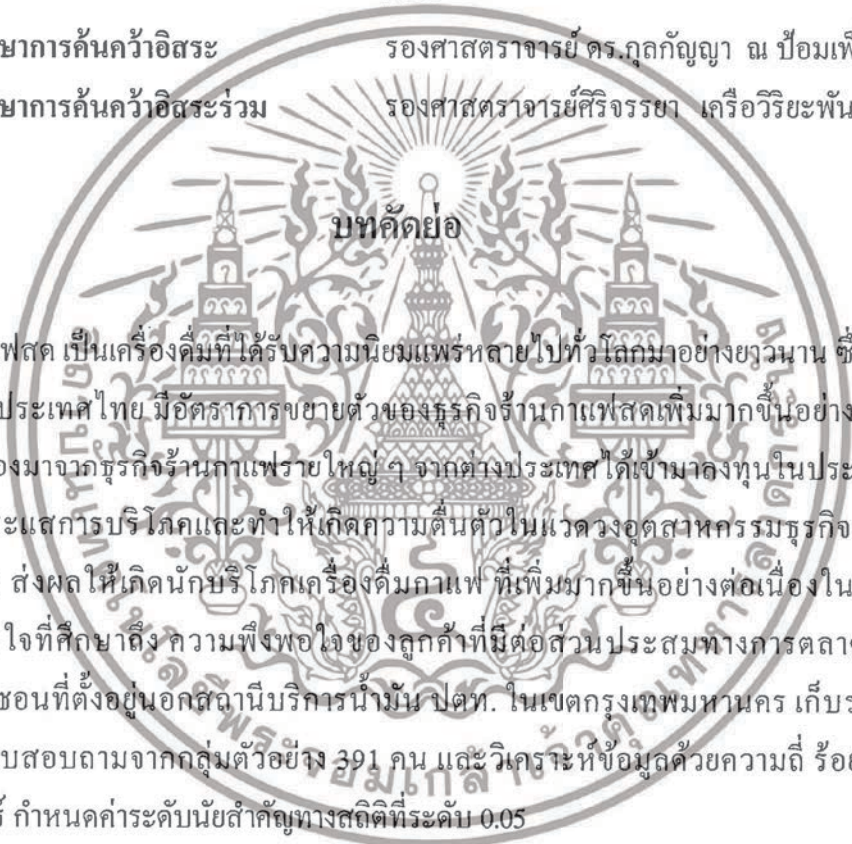 ษาการค้นคว้าอิสระ รองศาสตราจารย์ ดร.กุลกัญญา ณ ป้อมเพ็
ษาการค้นคว้าอิสระร่วม รองศาสตราจารย์ศิริจรรยา เครือวิริยะพัน
บทคัดย่อ
ฟสด เป็นเครื่องดื่มที่ได้รับความนิยมแพร่หลายไปทั่วโลกมาอย่างยาวนาน ซึ่
ประเทศไทย มีอัตราการขยายตัวของธุรกิจร้านกาแฟสดเพิ่มมากขึ้นอย่าง
องมาจากธุรกิจร้านกาแฟรายใหญ่ ๆ จากต่างประเทศได้เข้ามาลงทุนในประ
ะแสการบริโภคและทำให้เกิดความตื่นตัวในแวดวงอุตสาหกรรมธุรกิจ
ส่งผลให้เกิดนักบริโภคเครื่องดื่มกาแฟ ที่เพิ่มมากขึ้นอย่างต่อเนื่องใน
ใจที่ศึกษาถึง ความพึงพอใจของลูกค้าที่มีต่อส่วนประสมทางการตลาด
ซอนที่ตั้งอยู่นอกสถานีบริการน้ำมัน ปตท. ในเขตกรุงเทพมหานคร เก็บร
บสอบถามจากกลุ่มตัวอย่าง 391 คน และวิเคราะห์ข้อมูลด้วยความถี่ ร้อย
ร์ กำหนดค่าระดับนัยสำคัญทางสถิติที่ระดับ 0.05